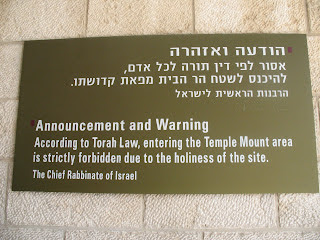 הודעה ואזהרה
אסור לפי דין תורה לכל אדם,
להיכנס לשטח הר הבית מפאת קדושתו.
הרבנות הראשית לישראל
Announcement and Warning
According to Torah Law, entering the Temple Mount area
is strictly forbidden due to the holiness of the site.
The Chief Rabbinate of Israel